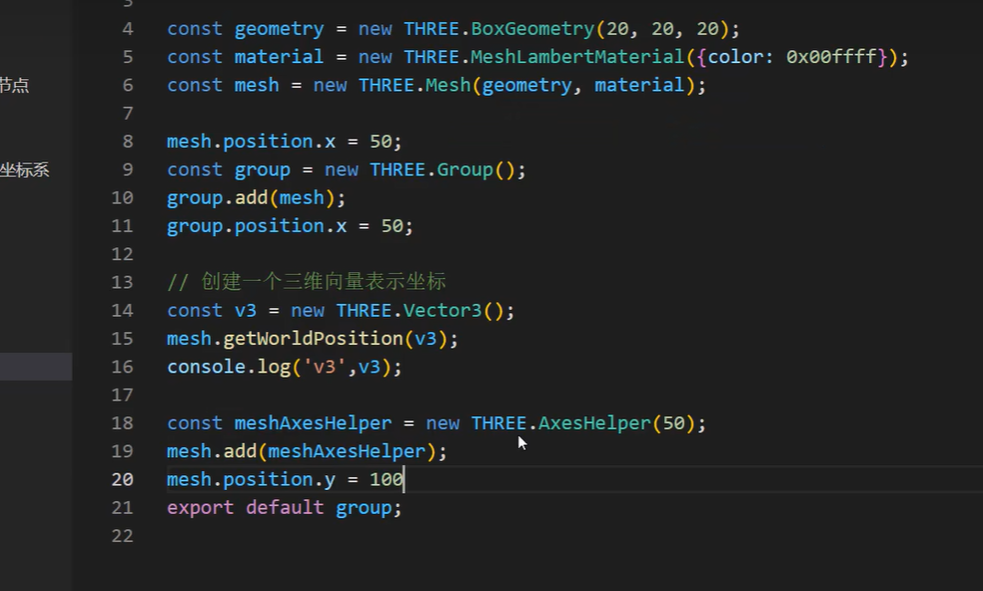 4 const geometry = new THREE.BoxGeometry(20, 20, 20);
5 const material = new THREE.MeshLambertMaterial({color: 0x00ffff});
节点
6 const mesh = new THREE.Mesh(geometry, material);
7
8 mesh.position.x = 50;
坐标系
9 const group = new THREE.Group();
10 group.add(mesh);
11 group.position.x = 50;
12
13 // 创建一个三维向量表示坐标
14 const v3 = new THREE.Vector3();
15 mesh.getWorldPosition(v3);
16 console.log('v3',v3);
17
18 const meshAxesHelper = new THREE.AxesHelper(50);
19 mesh.add(meshAxesHelper);
20 mesh.position.y = 100
21 export default group;
22